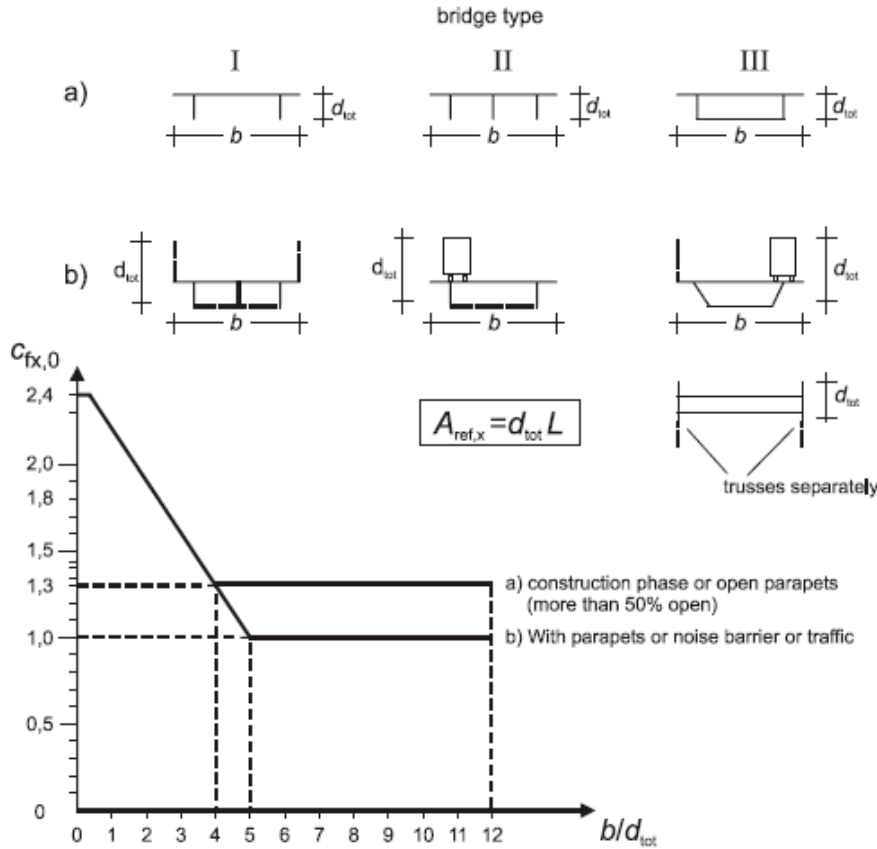 bridge type
I II III
a) d_tot d_tot d_tot
b b b
b) d_tot d_tot d_tot
b b b
c_fx,0
2,4
A_ref,x = d_tot L
d_tot
2,0
1,8
trusses separately
1,5
1,3
a) construction phase or open parapets
(more than 50% open)
1,0
b) With parapets or noise barrier or traffic
0,5
0
0 1 2 3 4 5 6 7 8 9 10 11 12
b/d_tot